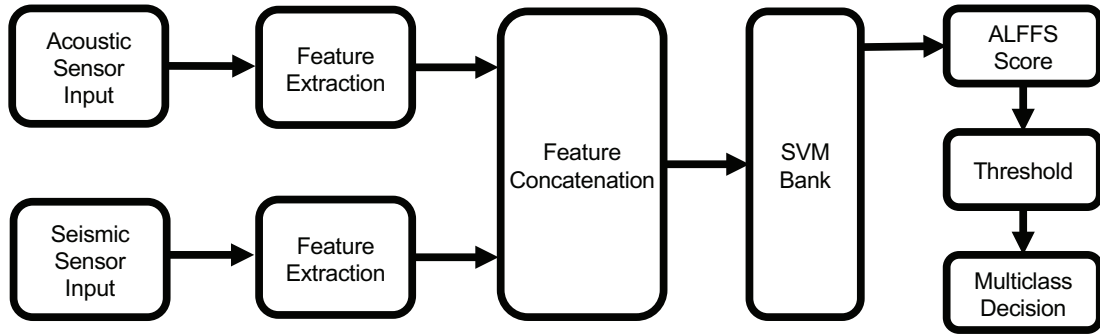 Acoustic
Sensor
Input
Feature
Extraction
Seismic
Sensor
Input
Feature
Extraction
Feature
Concatenation
SVM
Bank
ALFFS
Score
Threshold
Multiclass
Decision